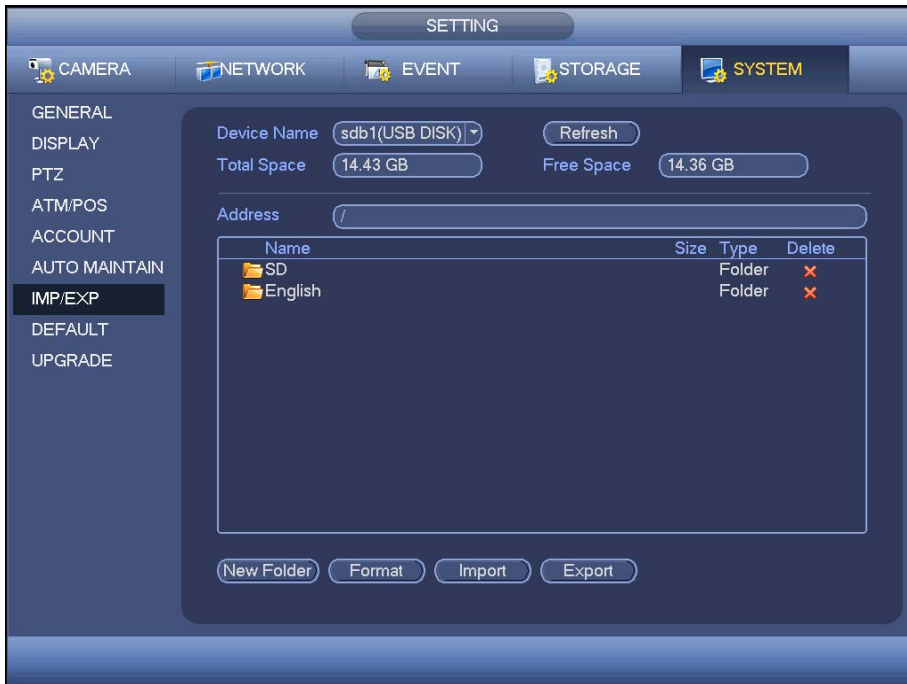 SETTING
CAMERA NETWORK EVENT STORAGE SYSTEM
GENERAL
DISPLAY
PTZ
ATM/POS
ACCOUNT
AUTO MAINTAIN
IMP/EXP
DEFAULT
UPGRADE
Device Name sdb1(USB DISK) Refresh
Total Space 14.43 GB Free Space 14.36 GB
Address /
Name Size Type Delete
SD Folder
English Folder
New Folder Format Import Export